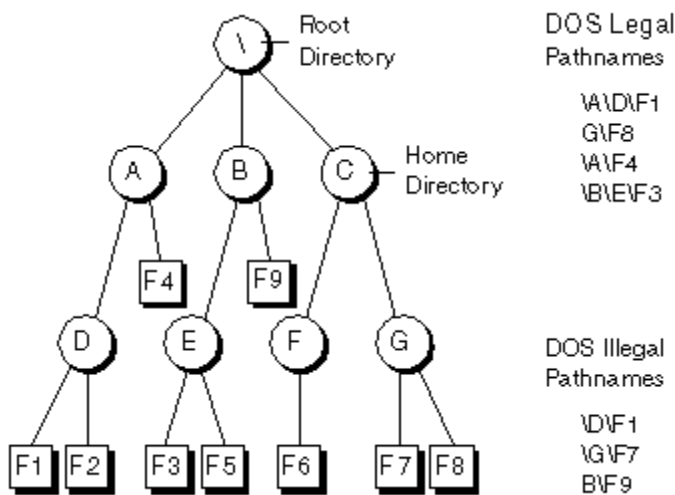 \
Root
Directory
DOS Legal
Pathnames
\A\D\F1
G\F8
\A\F4
\B\E\F3
A
B
C
Home
Directory
F4
F9
D
E
F
G
DOS Illegal
Pathnames
\D\F1
\G\F7
B\F9
F1
F2
F3
F5
F6
F7
F8